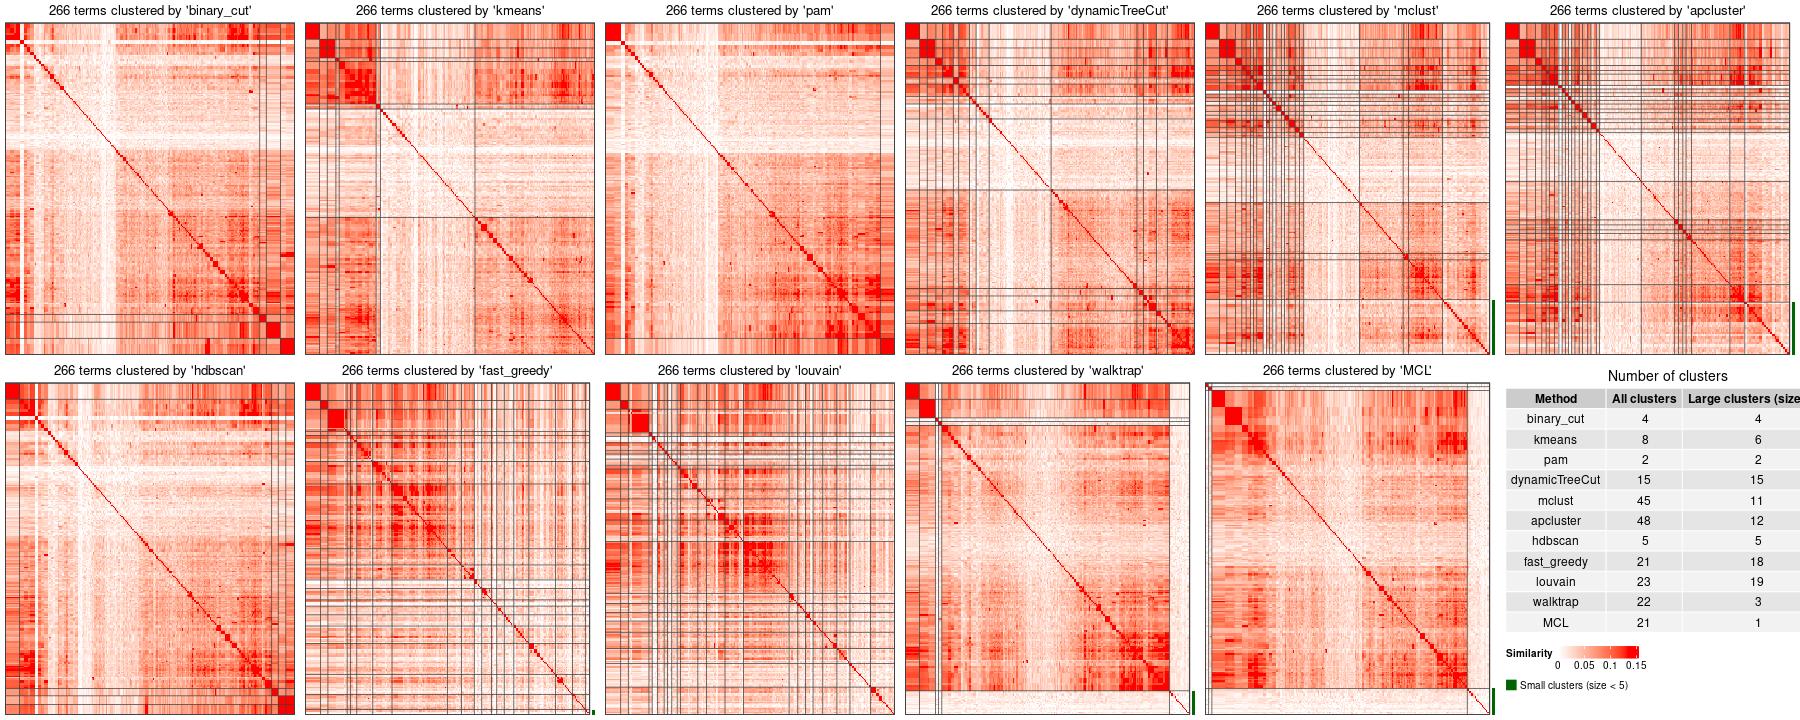 266 terms clustered by 'binary_cut'
266 terms clustered by 'kmeans'
266 terms clustered by 'pam'
266 terms clustered by 'dynamicTreeCut'
266 terms clustered by 'mclust'
266 terms clustered by 'apcluster'
266 terms clustered by 'hdbscan'
266 terms clustered by 'fast_greedy'
266 terms clustered by 'louvain'
266 terms clustered by 'walktrap'
266 terms clustered by 'MCL'
Number of clusters
Method All clusters Large clusters (size
binary_cut 4 4
kmeans 8 6
pam 2 2
dynamicTreeCut 15 15
mclust 45 11
apcluster 48 12
hdbscan 5 5
fast_greedy 21 18
louvain 23 19
walktrap 22 3
MCL 21 1
Similarity
0 0.05 0.1 0.15
Small clusters (size < 5)